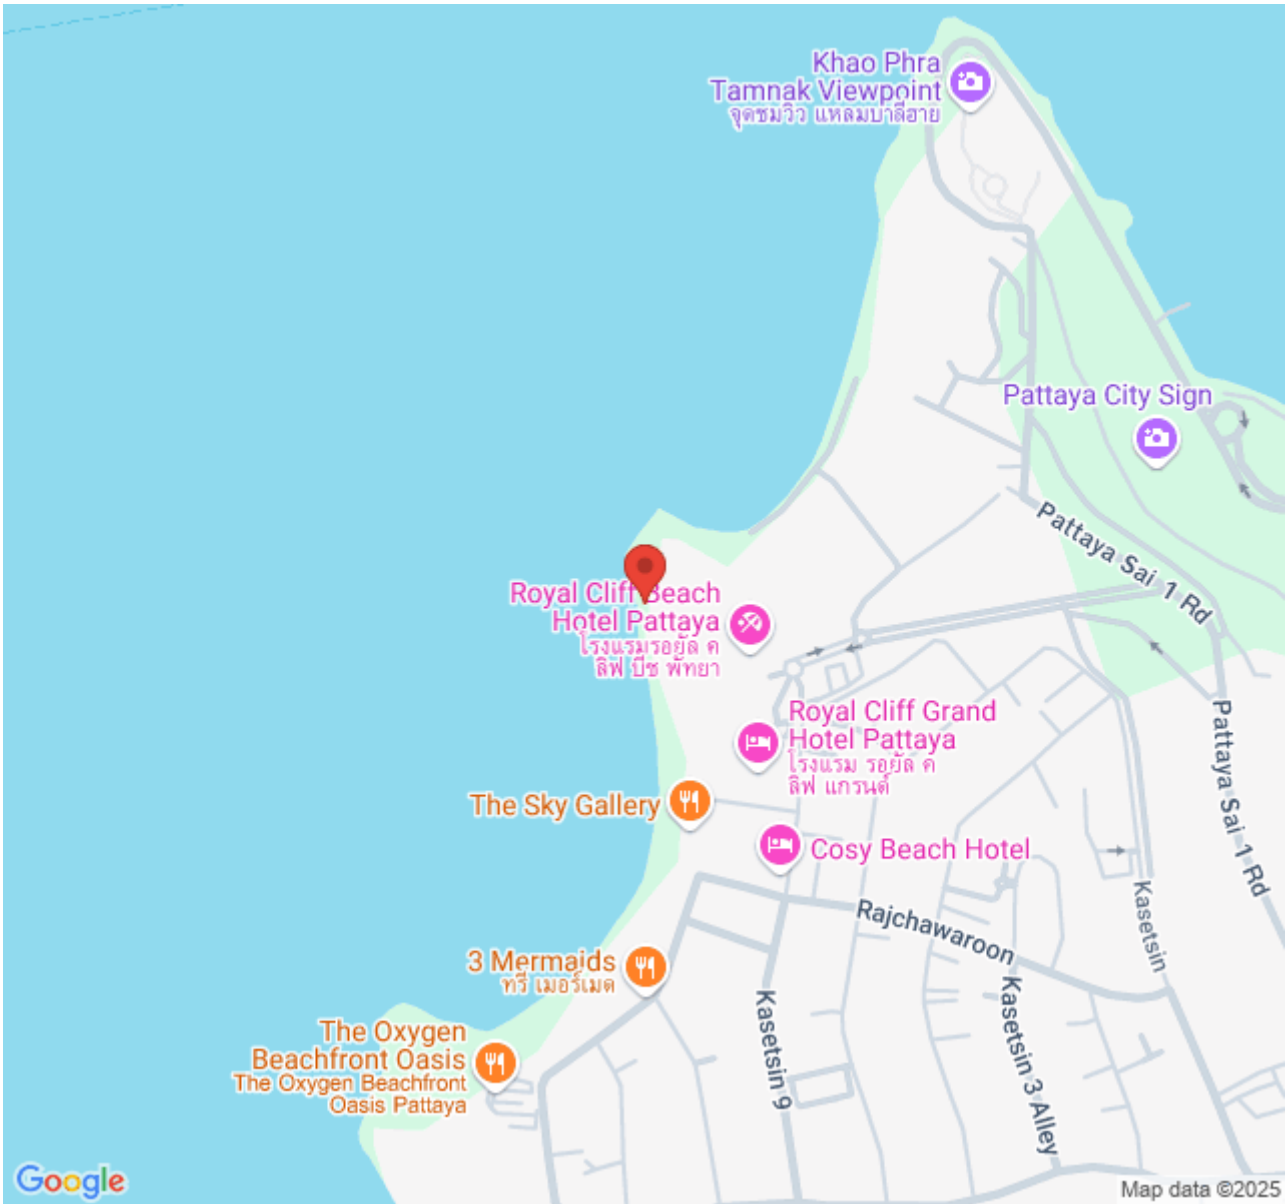 Khao Phra
Tamnak Viewpoint
จุดชมวิว แหลมบาลีฮาย
Pattaya City Sign
Pattaya Sai 1 Rd
Royal Cliff Beach
Hotel Pattaya
โรงแรมรอยัล ค
ลิฟ บีช พัทยา
Royal Cliff Grand
Hotel Pattaya
โรงแรม รอยัล ค
ลิฟ แกรนด์
Pattaya Sai 1 Rd
The Sky Gallery
Cosy Beach Hotel
Kasetsin
Rajchawaroon
3 Mermaids
ทรี เมอร์เมด
Kasetsin 9
Kasetsin 3 Alley
The Oxygen
Beachfront Oasis
The Oxygen Beachfront
Oasis Pattaya
Google
Map data ©2025